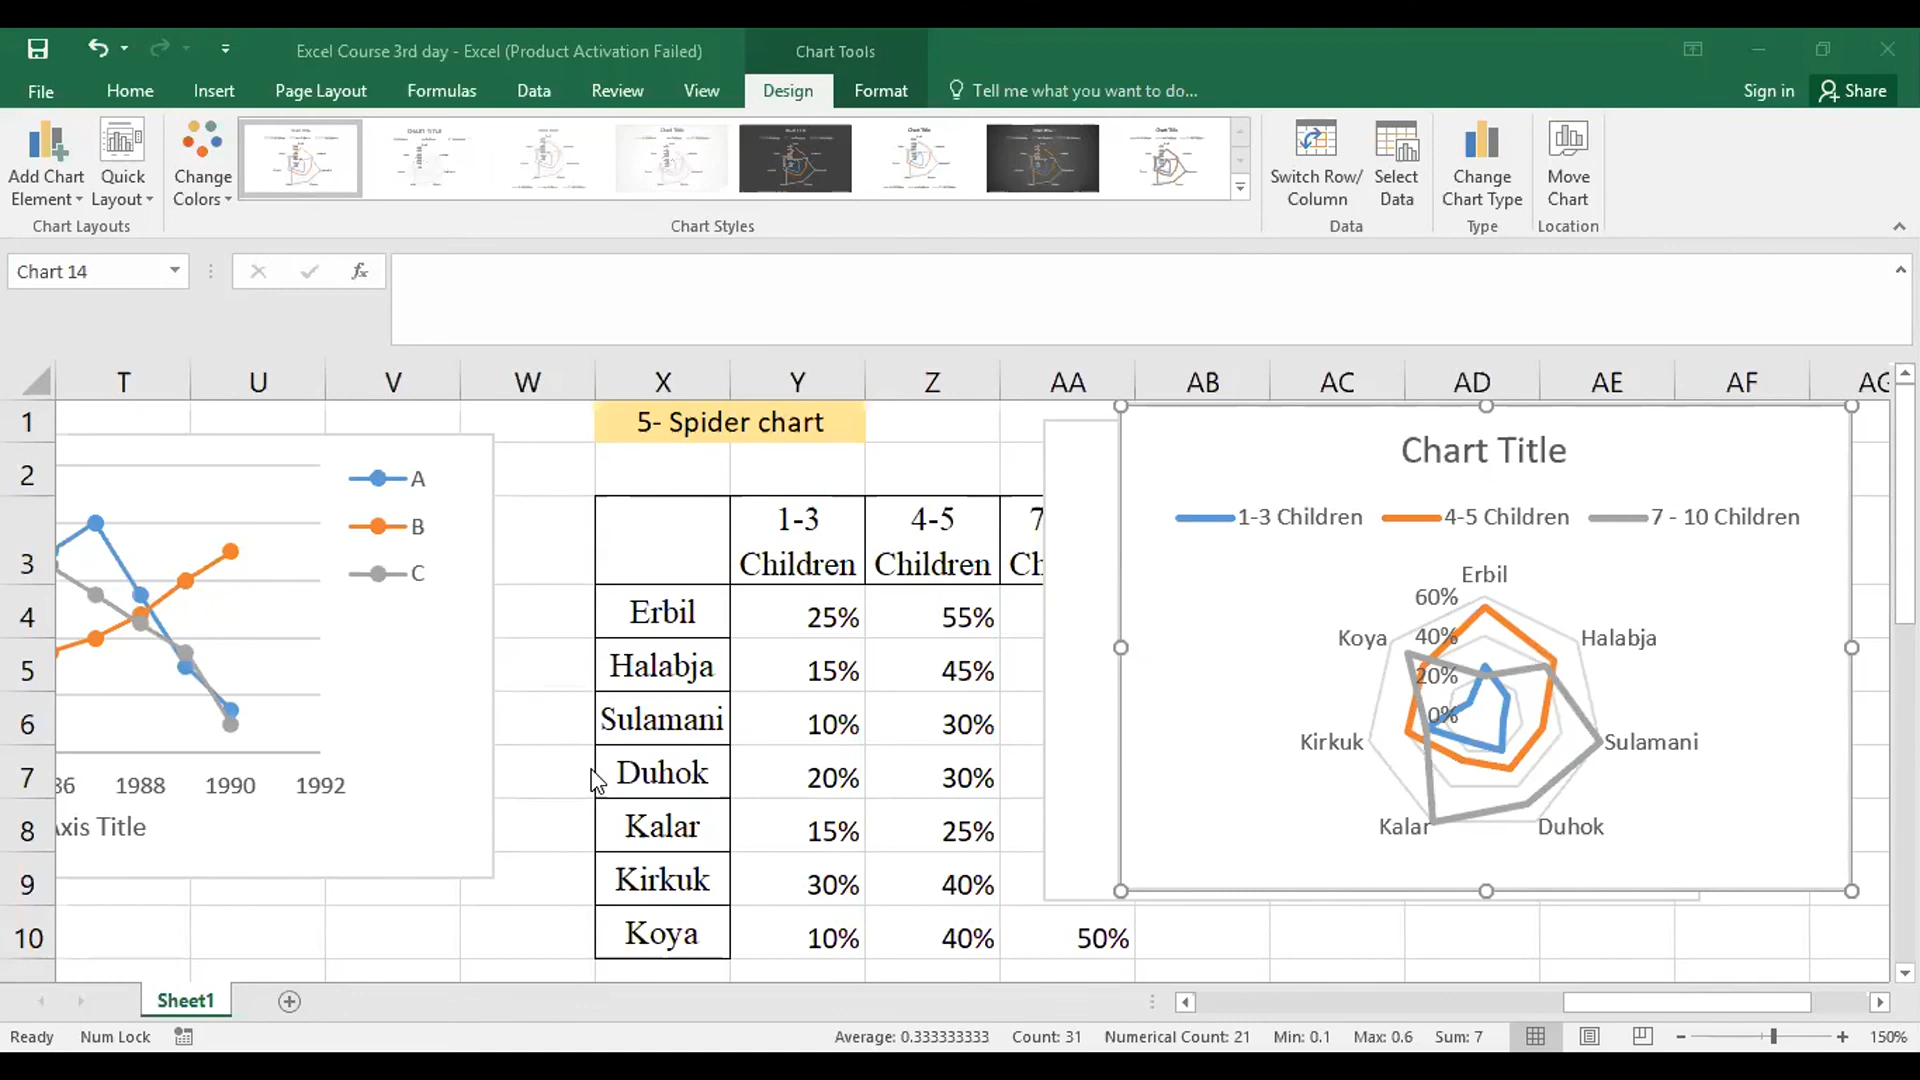 Excel Course 3rd day - Excel (Product Activation Failed)
Chart Tools
File Home Insert Page Layout Formulas Data Review View Design Format Tell me what you want to do... Sign in Share
Add Chart Element
Quick Layout
Change Colors
Switch Row/ Column
Select Data
Change Chart Type
Move Chart
Chart Layouts Chart Styles Data Type Location
Chart 14 fx
T U V W X Y Z AA AB AC AD AE AF AG
1 5- Spider chart
2
3 1-3 Children 4-5 Children
4 Erbil 25% 55%
5 Halabja 15% 45%
6 Sulamani 10% 30%
7 Duhok 20% 30%
8 Kalar 15% 25%
9 Kirkuk 30% 40%
10 Koya 10% 40% 50%
A
B
C
1988 1990 1992
Axis Title
Chart Title
1-3 Children 4-5 Children 7 - 10 Children
Erbil
60%
Koya 40% Halabja
20%
0%
Kirkuk Sulamani
Kalar Duhok
Sheet1
Ready Num Lock Average: 0.333333333 Count: 31 Numerical Count: 21 Min: 0.1 Max: 0.6 Sum: 7 150%